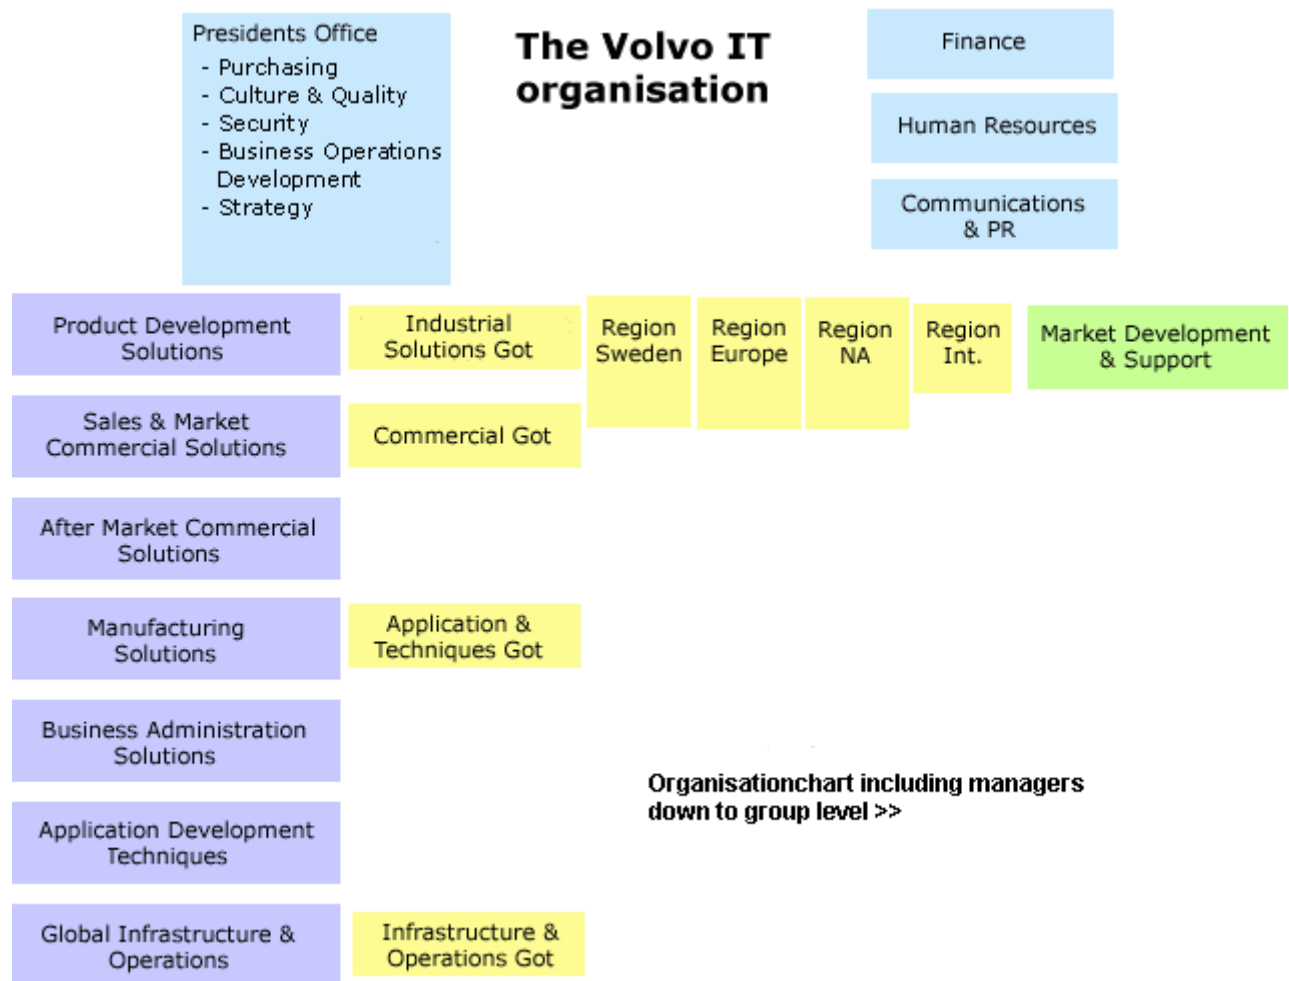 Presidents Office
- Purchasing
- Culture & Quality
- Security
- Business Operations
Development
- Strategy
The Volvo IT
organisation
Finance
Human Resources
Communications
& PR
Product Development
Solutions
Industrial
Solutions Got
Region
Sweden
Region
Europe
Region
NA
Region
Int.
Market Development
& Support
Sales & Market
Commercial Solutions
Commercial Got
After Market Commercial
Solutions
Manufacturing
Solutions
Application &
Techniques Got
Business Administration
Solutions
Organisationchart including managers
down to group level >>
Application Development
Techniques
Global Infrastructure &
Operations
Infrastructure &
Operations Got